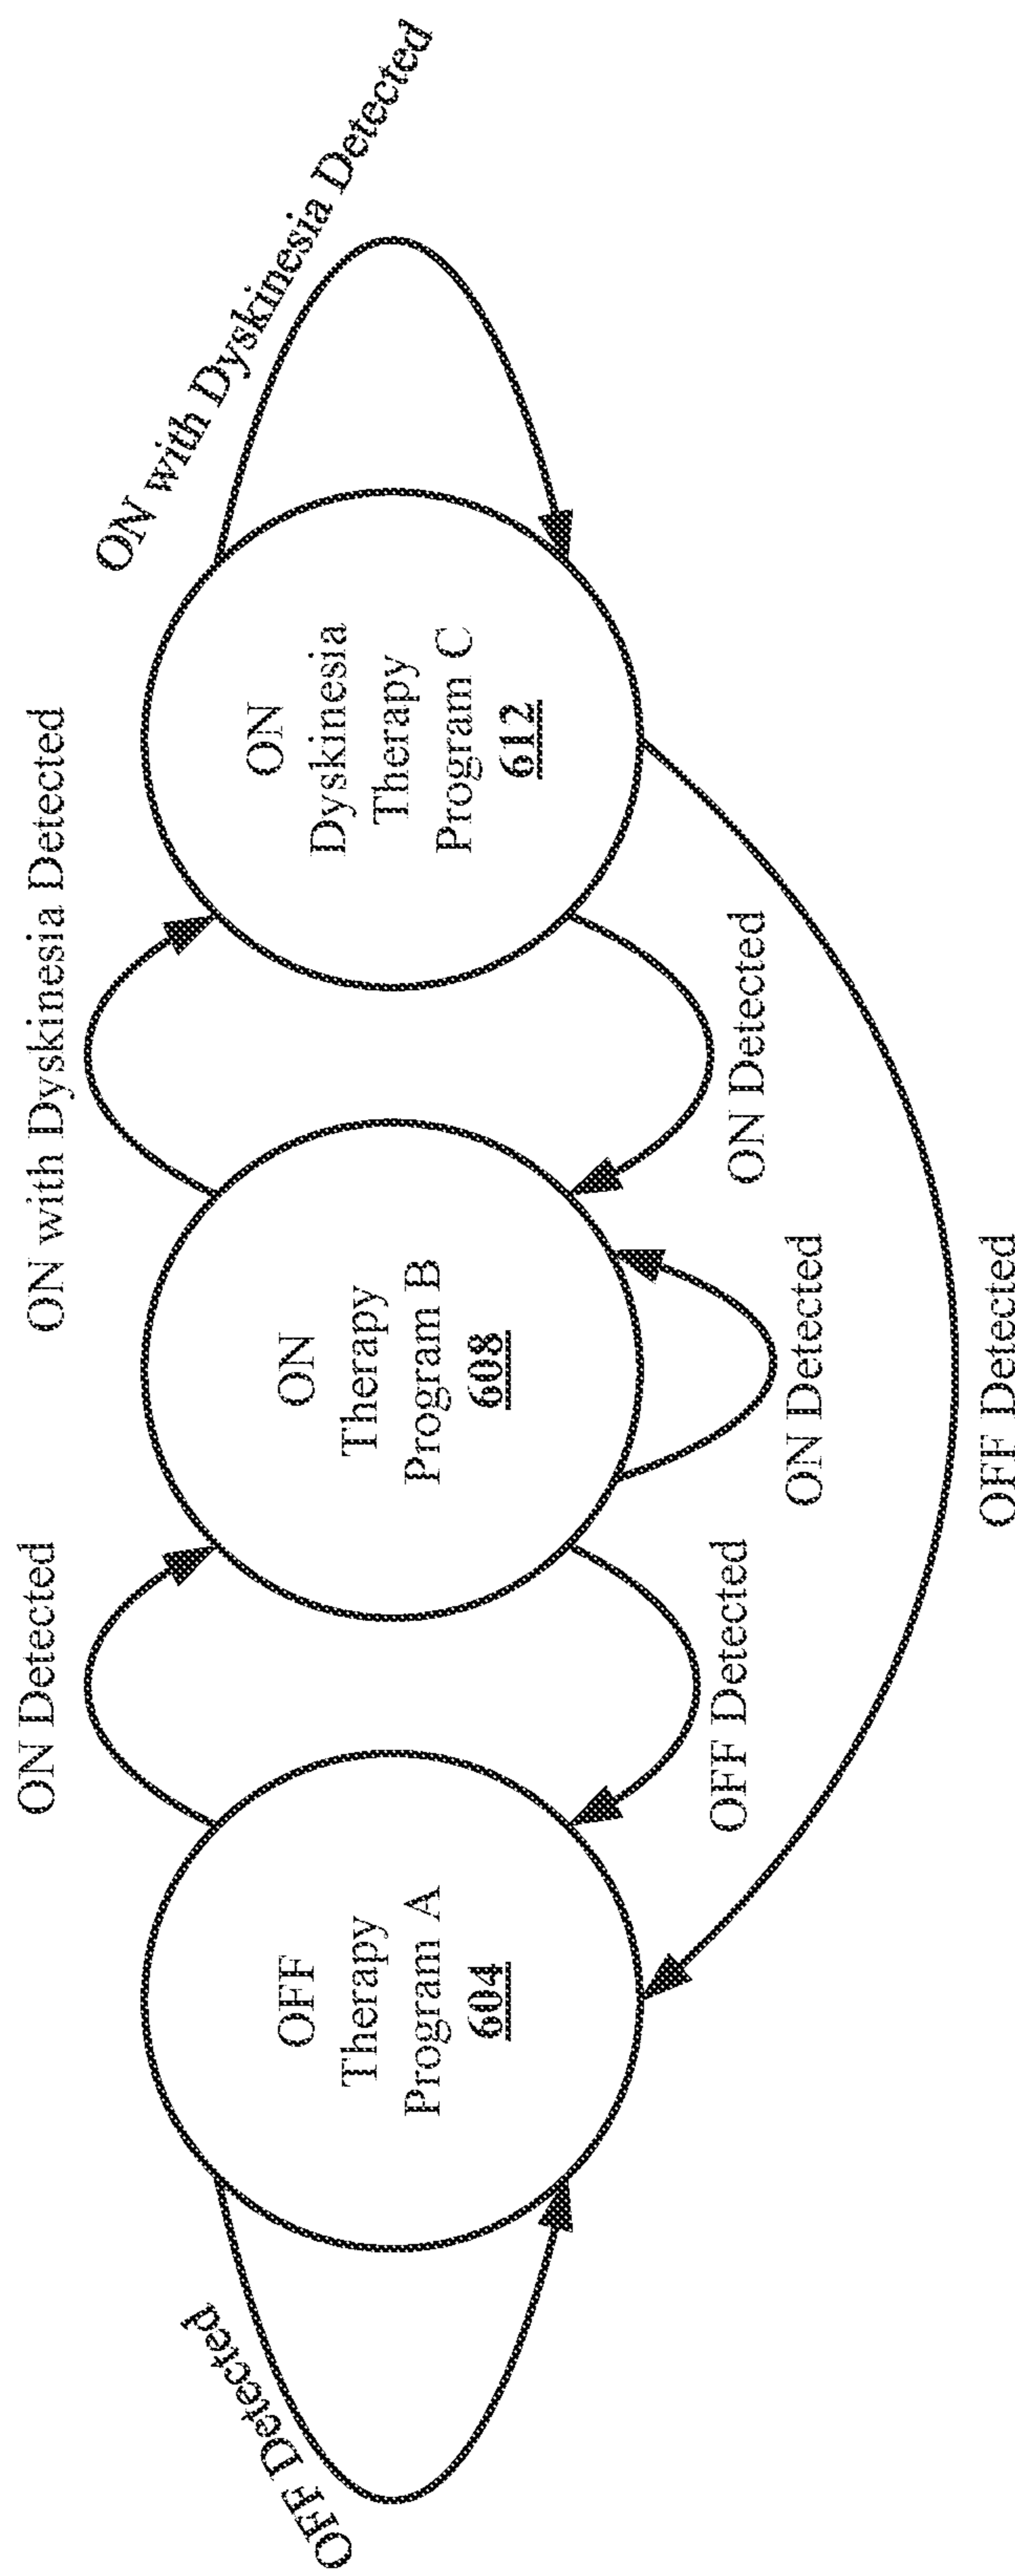 ON Detected
ON with Dyskinesia Detected
ON with Dyskinesia Detected
OFF Detected
OFF
Therapy
Program A
604
ON
Therapy
Program B
608
ON
Dyskinesia
Therapy
Program C
612
OFF Detected
ON Detected
ON Detected
OFF Detected